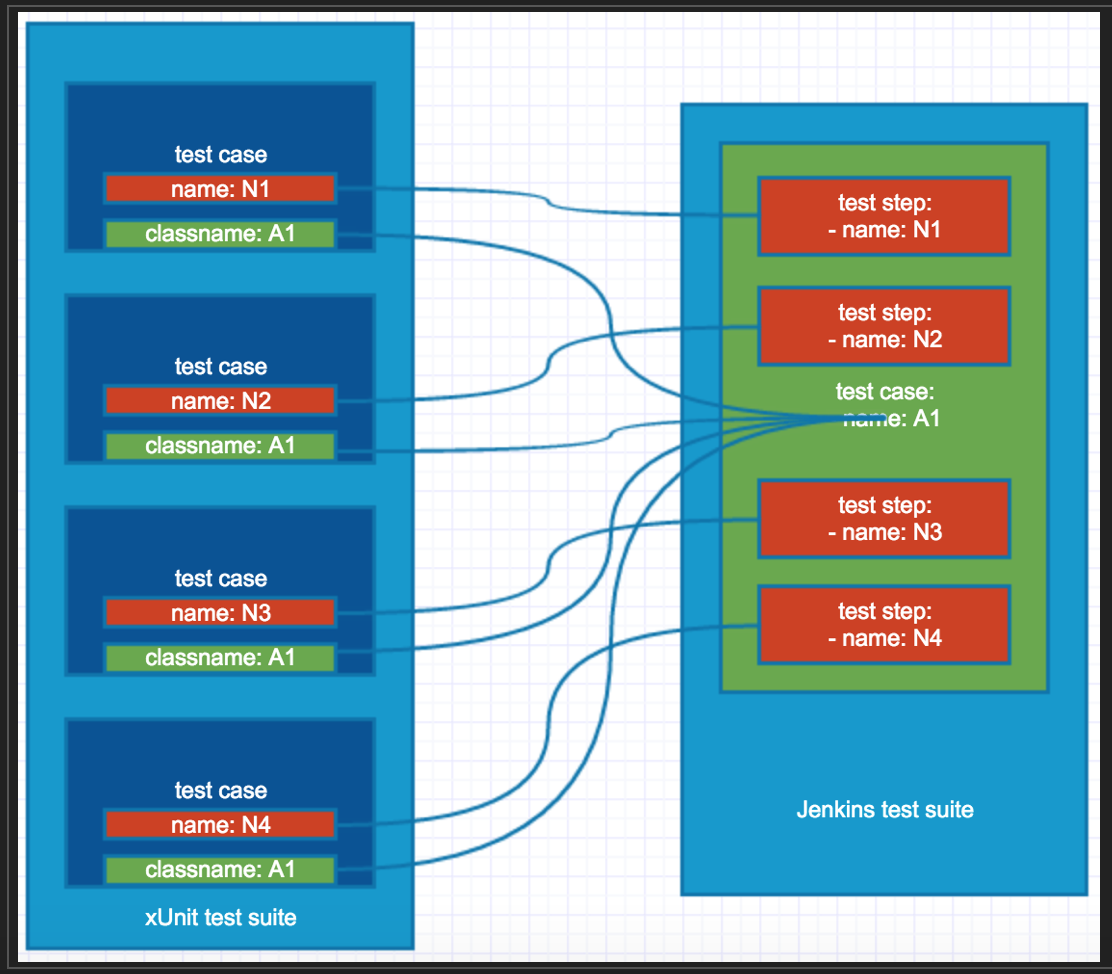 test case
name: N1
classname: A1
test case
name: N2
classname: A1
test case
name: N3
classname: A1
test case
name: N4
classname: A1
xUnit test suite
test step:
- name: N1
test step:
- name: N2
test case:
name: A1
test step:
- name: N3
test step:
- name: N4
Jenkins test suite